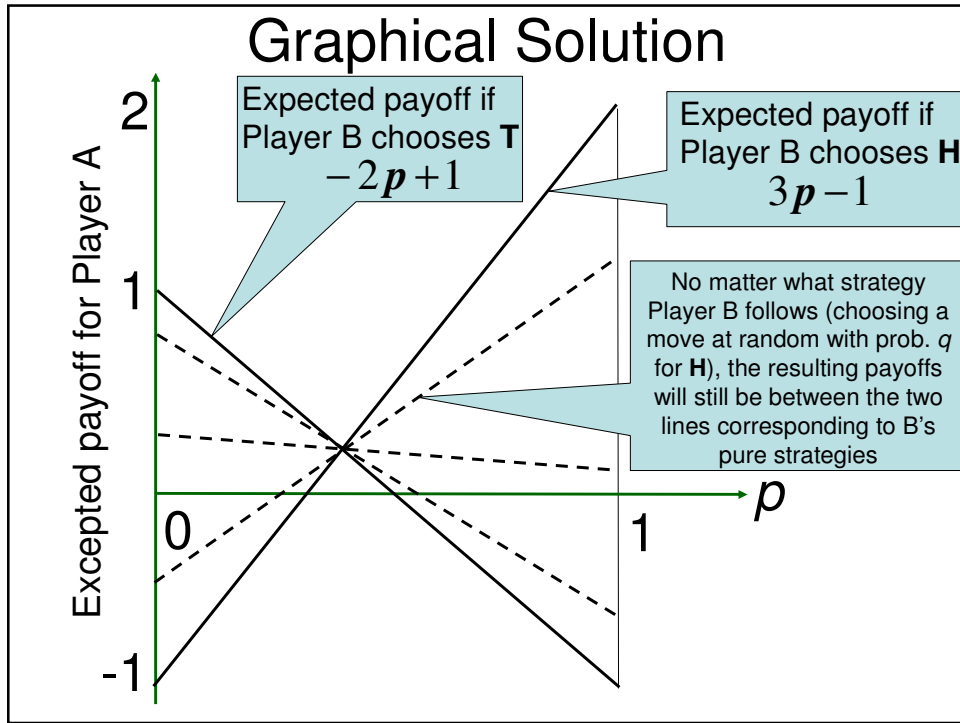 Graphical Solution
Excepted payoff for Player A
2
1
0
-1
1
p
Expected payoff if
Player B chooses T
−2p+1
Expected payoff if
Player B chooses H
3p−1
No matter what strategy
Player B follows (choosing a
move at random with prob. q
for H), the resulting payoffs
will still be between the two
lines corresponding to B's
pure strategies